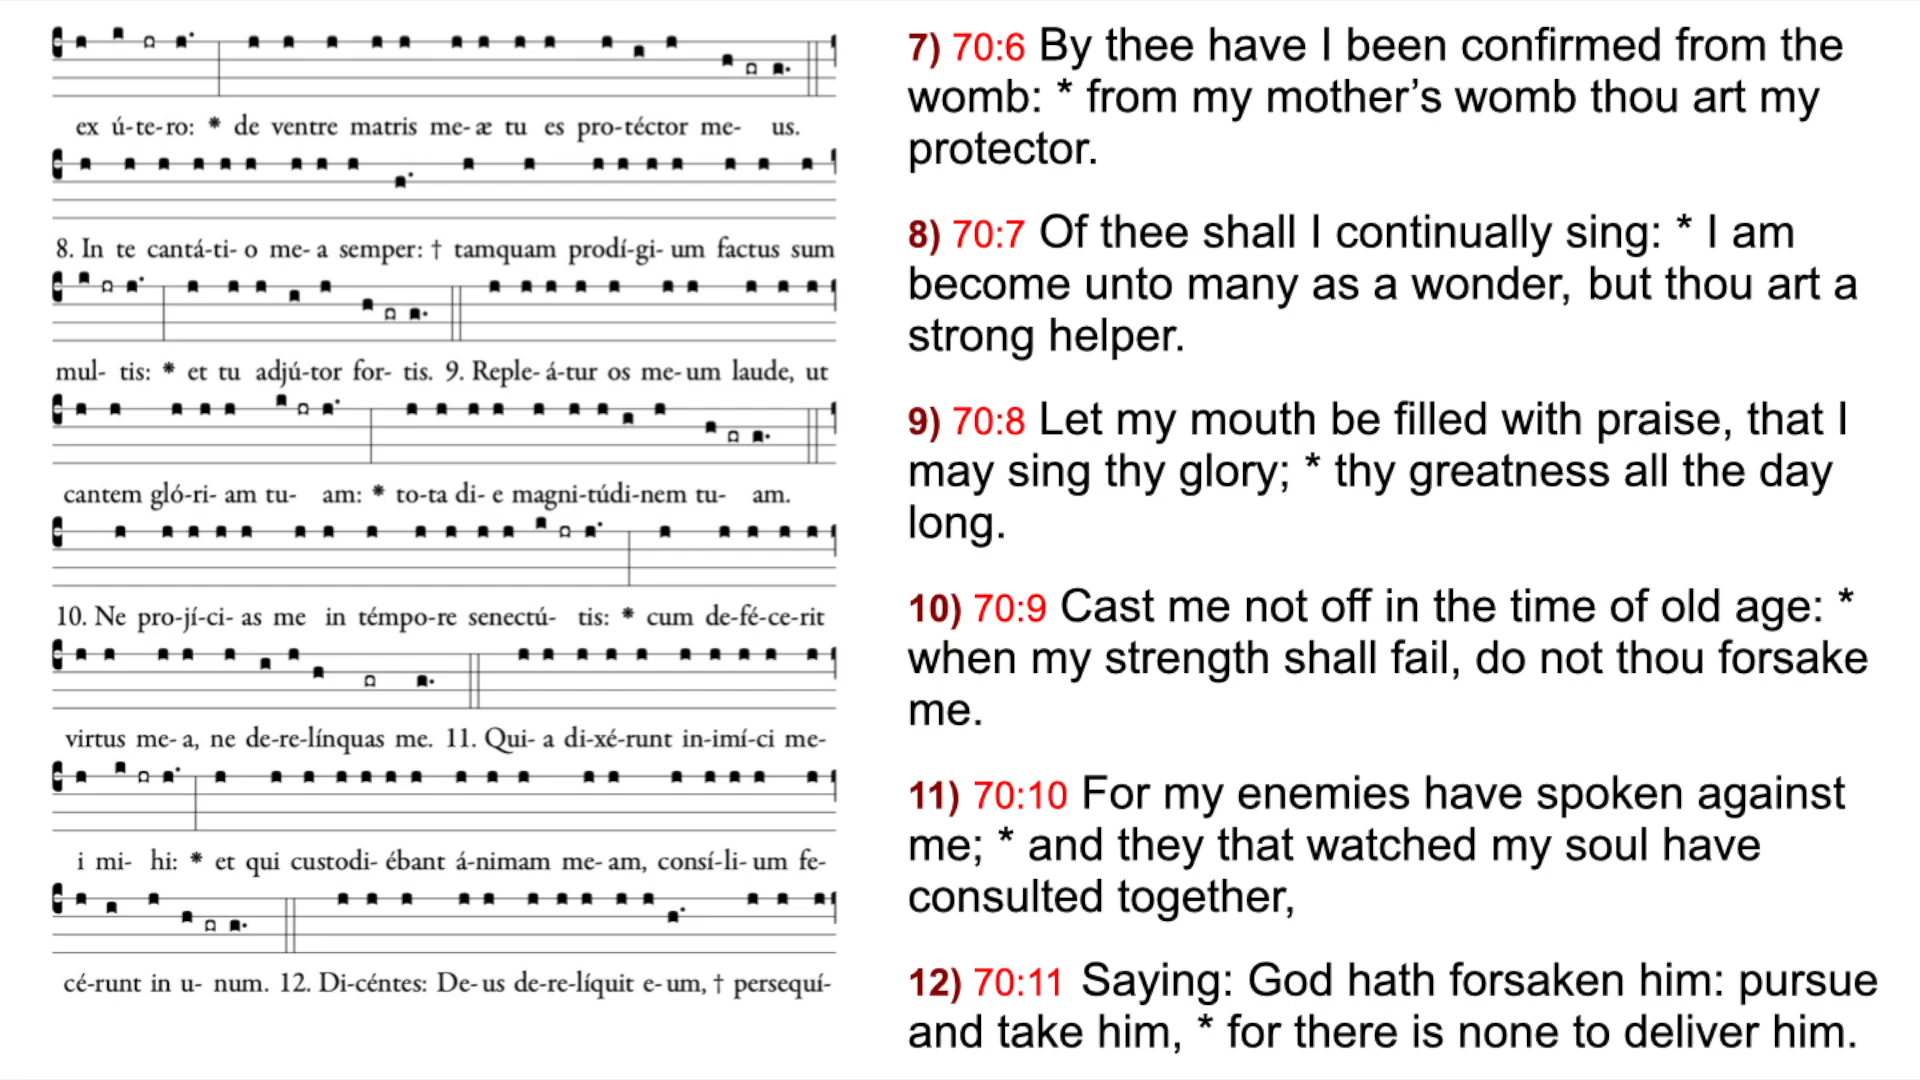 ex ú-te-ro: * de ventre matris me-æ tu es pro-téctor me- us.
8. In te cantá-ti- o me- a semper: † tamquam prodí-gi- um factus sum
mul- tis: * et tu adjú-tor for- tis. 9. Reple- á-tur os me- um laude, ut
cantem gló-ri- am tu- am: * to-ta di- e magni-túdi-nem tu- am.
10. Ne pro-jí-ci- as me in témpo-re senectú- tis: * cum de-fé-ce-rit
virtus me- a, ne de-re-línquas me. 11. Qui- a di-xé-runt in-imí-ci me-
i mi- hi: * et qui custodi- ébant á-nimam me- am, consí-li- um fe-
cé-runt in u- num. 12. Di-céntes: De- us de-re-líquit e- um, † persequí-
7) 70:6 By thee have I been confirmed from the
womb: * from my mother’s womb thou art my
protector.
8) 70:7 Of thee shall I continually sing: * I am
become unto many as a wonder, but thou art a
strong helper.
9) 70:8 Let my mouth be filled with praise, that I
may sing thy glory; * thy greatness all the day
long.
10) 70:9 Cast me not off in the time of old age: *
when my strength shall fail, do not thou forsake
me.
11) 70:10 For my enemies have spoken against
me; * and they that watched my soul have
consulted together,
12) 70:11 Saying: God hath forsaken him: pursue
and take him, * for there is none to deliver him.